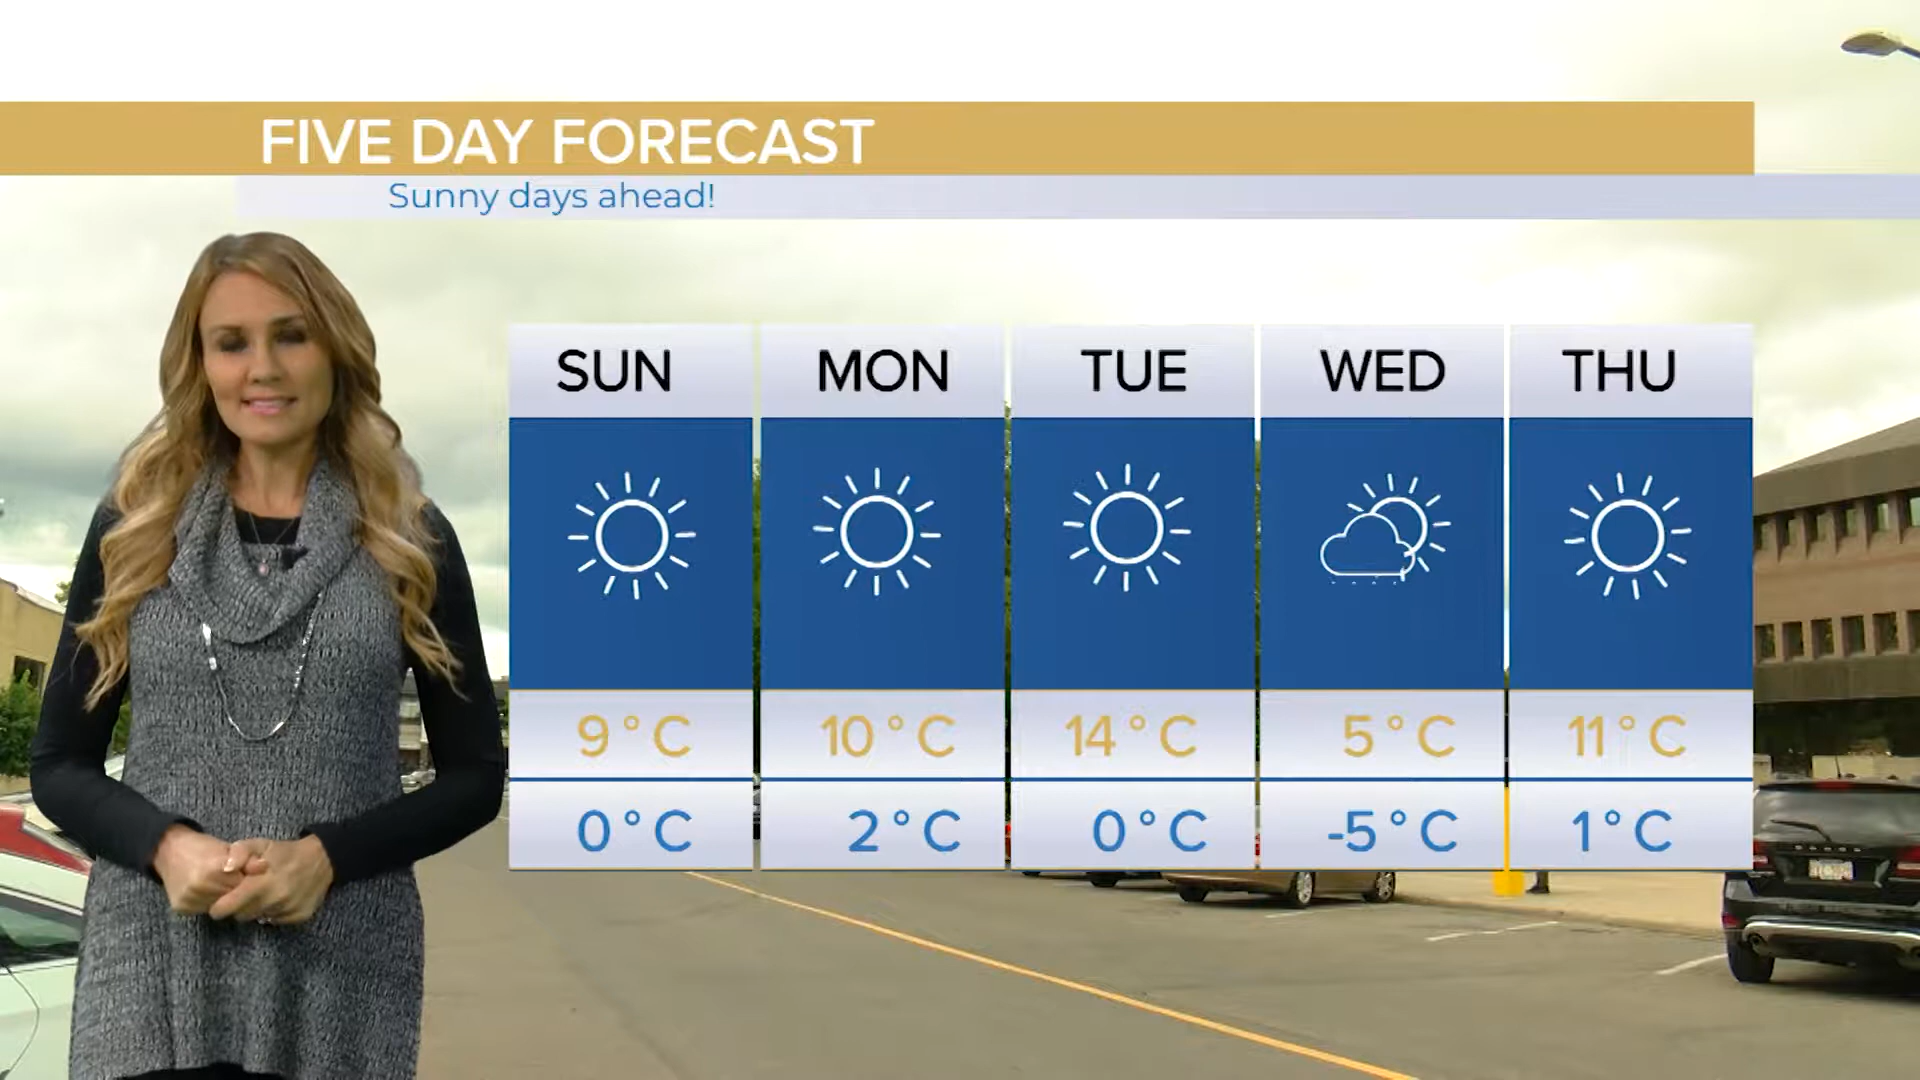 FIVE DAY FORECAST
Sunny days ahead!
SUN MON TUE WED THU
9°C 10°C 14°C 5°C 11°C
0°C 2°C 0°C -5°C 1°C